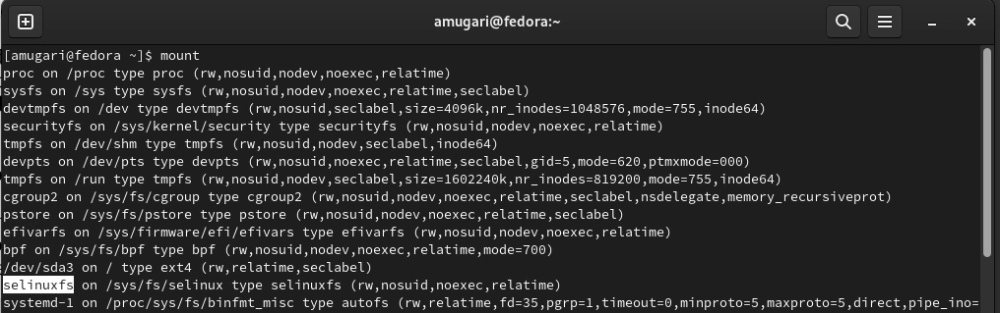 amugari@fedora:~
[amugari@fedora ~]$ mount
proc on /proc type proc (rw,nosuid,nodev,noexec,relatime)
sysfs on /sys type sysfs (rw,nosuid,nodev,noexec,relatime,seclabel)
devtmpfs on /dev type devtmpfs (rw,nosuid,seclabel,size=4096k,nr_inodes=1048576,mode=755,inode64)
securityfs on /sys/kernel/security type securityfs (rw,nosuid,nodev,noexec,relatime)
tmpfs on /dev/shm type tmpfs (rw,nosuid,nodev,seclabel,inode64)
devpts on /dev/pts type devpts (rw,nosuid,noexec,relatime,seclabel,gid=5,mode=620,ptmxmode=000)
tmpfs on /run type tmpfs (rw,nosuid,nodev,seclabel,size=1602240k,nr_inodes=819200,mode=755,inode64)
cgroup2 on /sys/fs/cgroup type cgroup2 (rw,nosuid,nodev,noexec,relatime,seclabel,nsdelegate,memory_recursiveprot)
pstore on /sys/fs/pstore type pstore (rw,nosuid,nodev,noexec,relatime,seclabel)
efivarfs on /sys/firmware/efi/efivars type efivarfs (rw,nosuid,nodev,noexec,relatime)
bpf on /sys/fs/bpf type bpf (rw,nosuid,nodev,noexec,relatime,mode=700)
/dev/sda3 on / type ext4 (rw,relatime,seclabel)
selinuxfs on /sys/fs/selinux type selinuxfs (rw,nosuid,noexec,relatime)
systemd-1 on /proc/sys/fs/binfmt_misc type autofs (rw,relatime,fd=35,pgrp=1,timeout=0,minproto=5,maxproto=5,direct,pipe_ino=